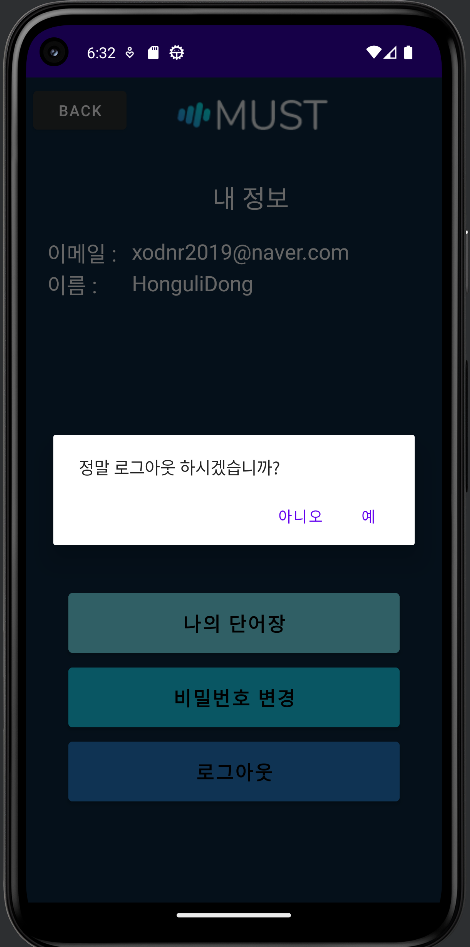 6:32
BACK
MUST
내 정보
이메일 : xodnr2019@naver.com
이름 : HonguliDong
정말 로그아웃 하시겠습니까?
아니오 예
나의 단어장
비밀번호 변경
로그아웃